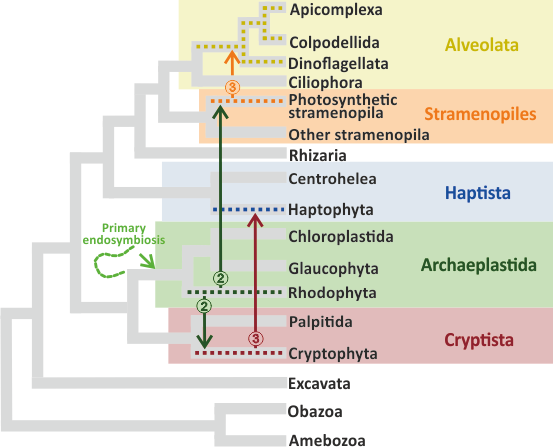 Apicomplexa
Colpodellida
Alveolata
Dinoflagellata
Ciliophora
③
Photosynthetic
stramenopila
Stramenopiles
Other stramenopila
Rhizaria
Centrohelea
Haptista
Haptophyta
Primary
endosymbiosis
Chloroplastida
Glaucophyta
Archaeplastida
②
Rhodophyta
②
Palpitida
③
Cryptista
Cryptophyta
Excavata
Obazoa
Amebozoa